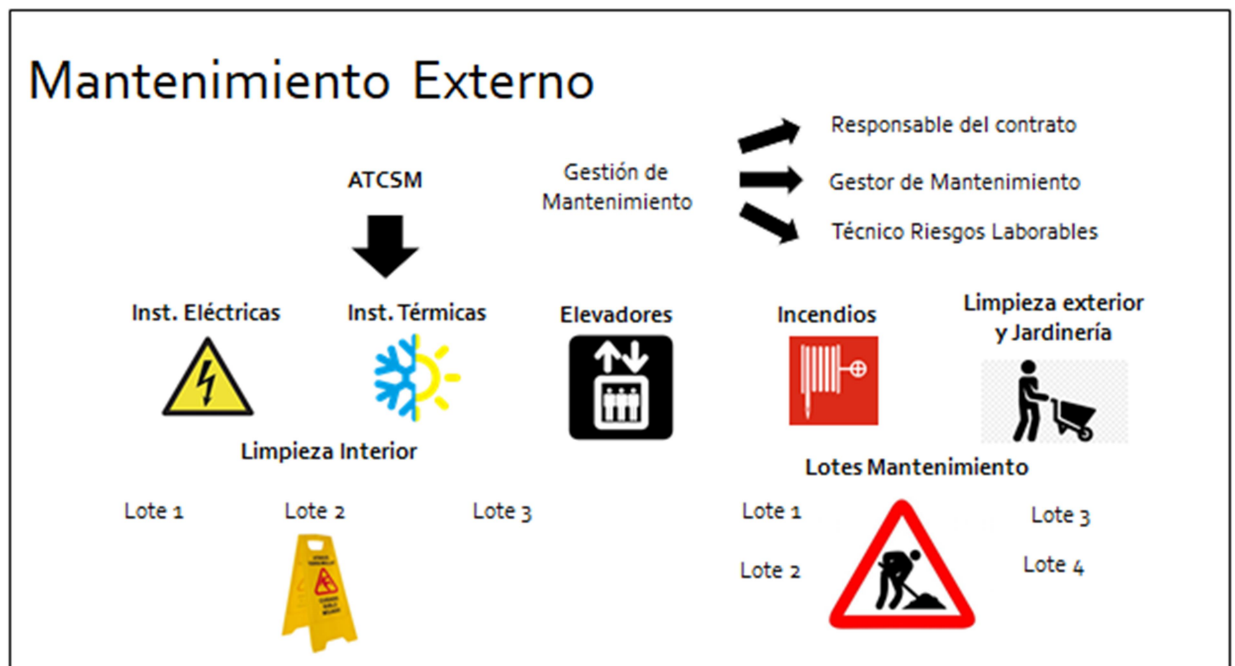 Mantenimiento Externo
Responsable del contrato
ATCSM
Gestión de
Mantenimiento
Gestor de Mantenimiento
Técnico Riesgos Laborables
Inst. Eléctricas
Inst. Térmicas
Elevadores
Incendios
Limpieza exterior
y Jardinería
Limpieza Interior
Lotes Mantenimiento
Lote 1
Lote 2
Lote 3
Lote 1
Lote 3
Lote 2
Lote 4